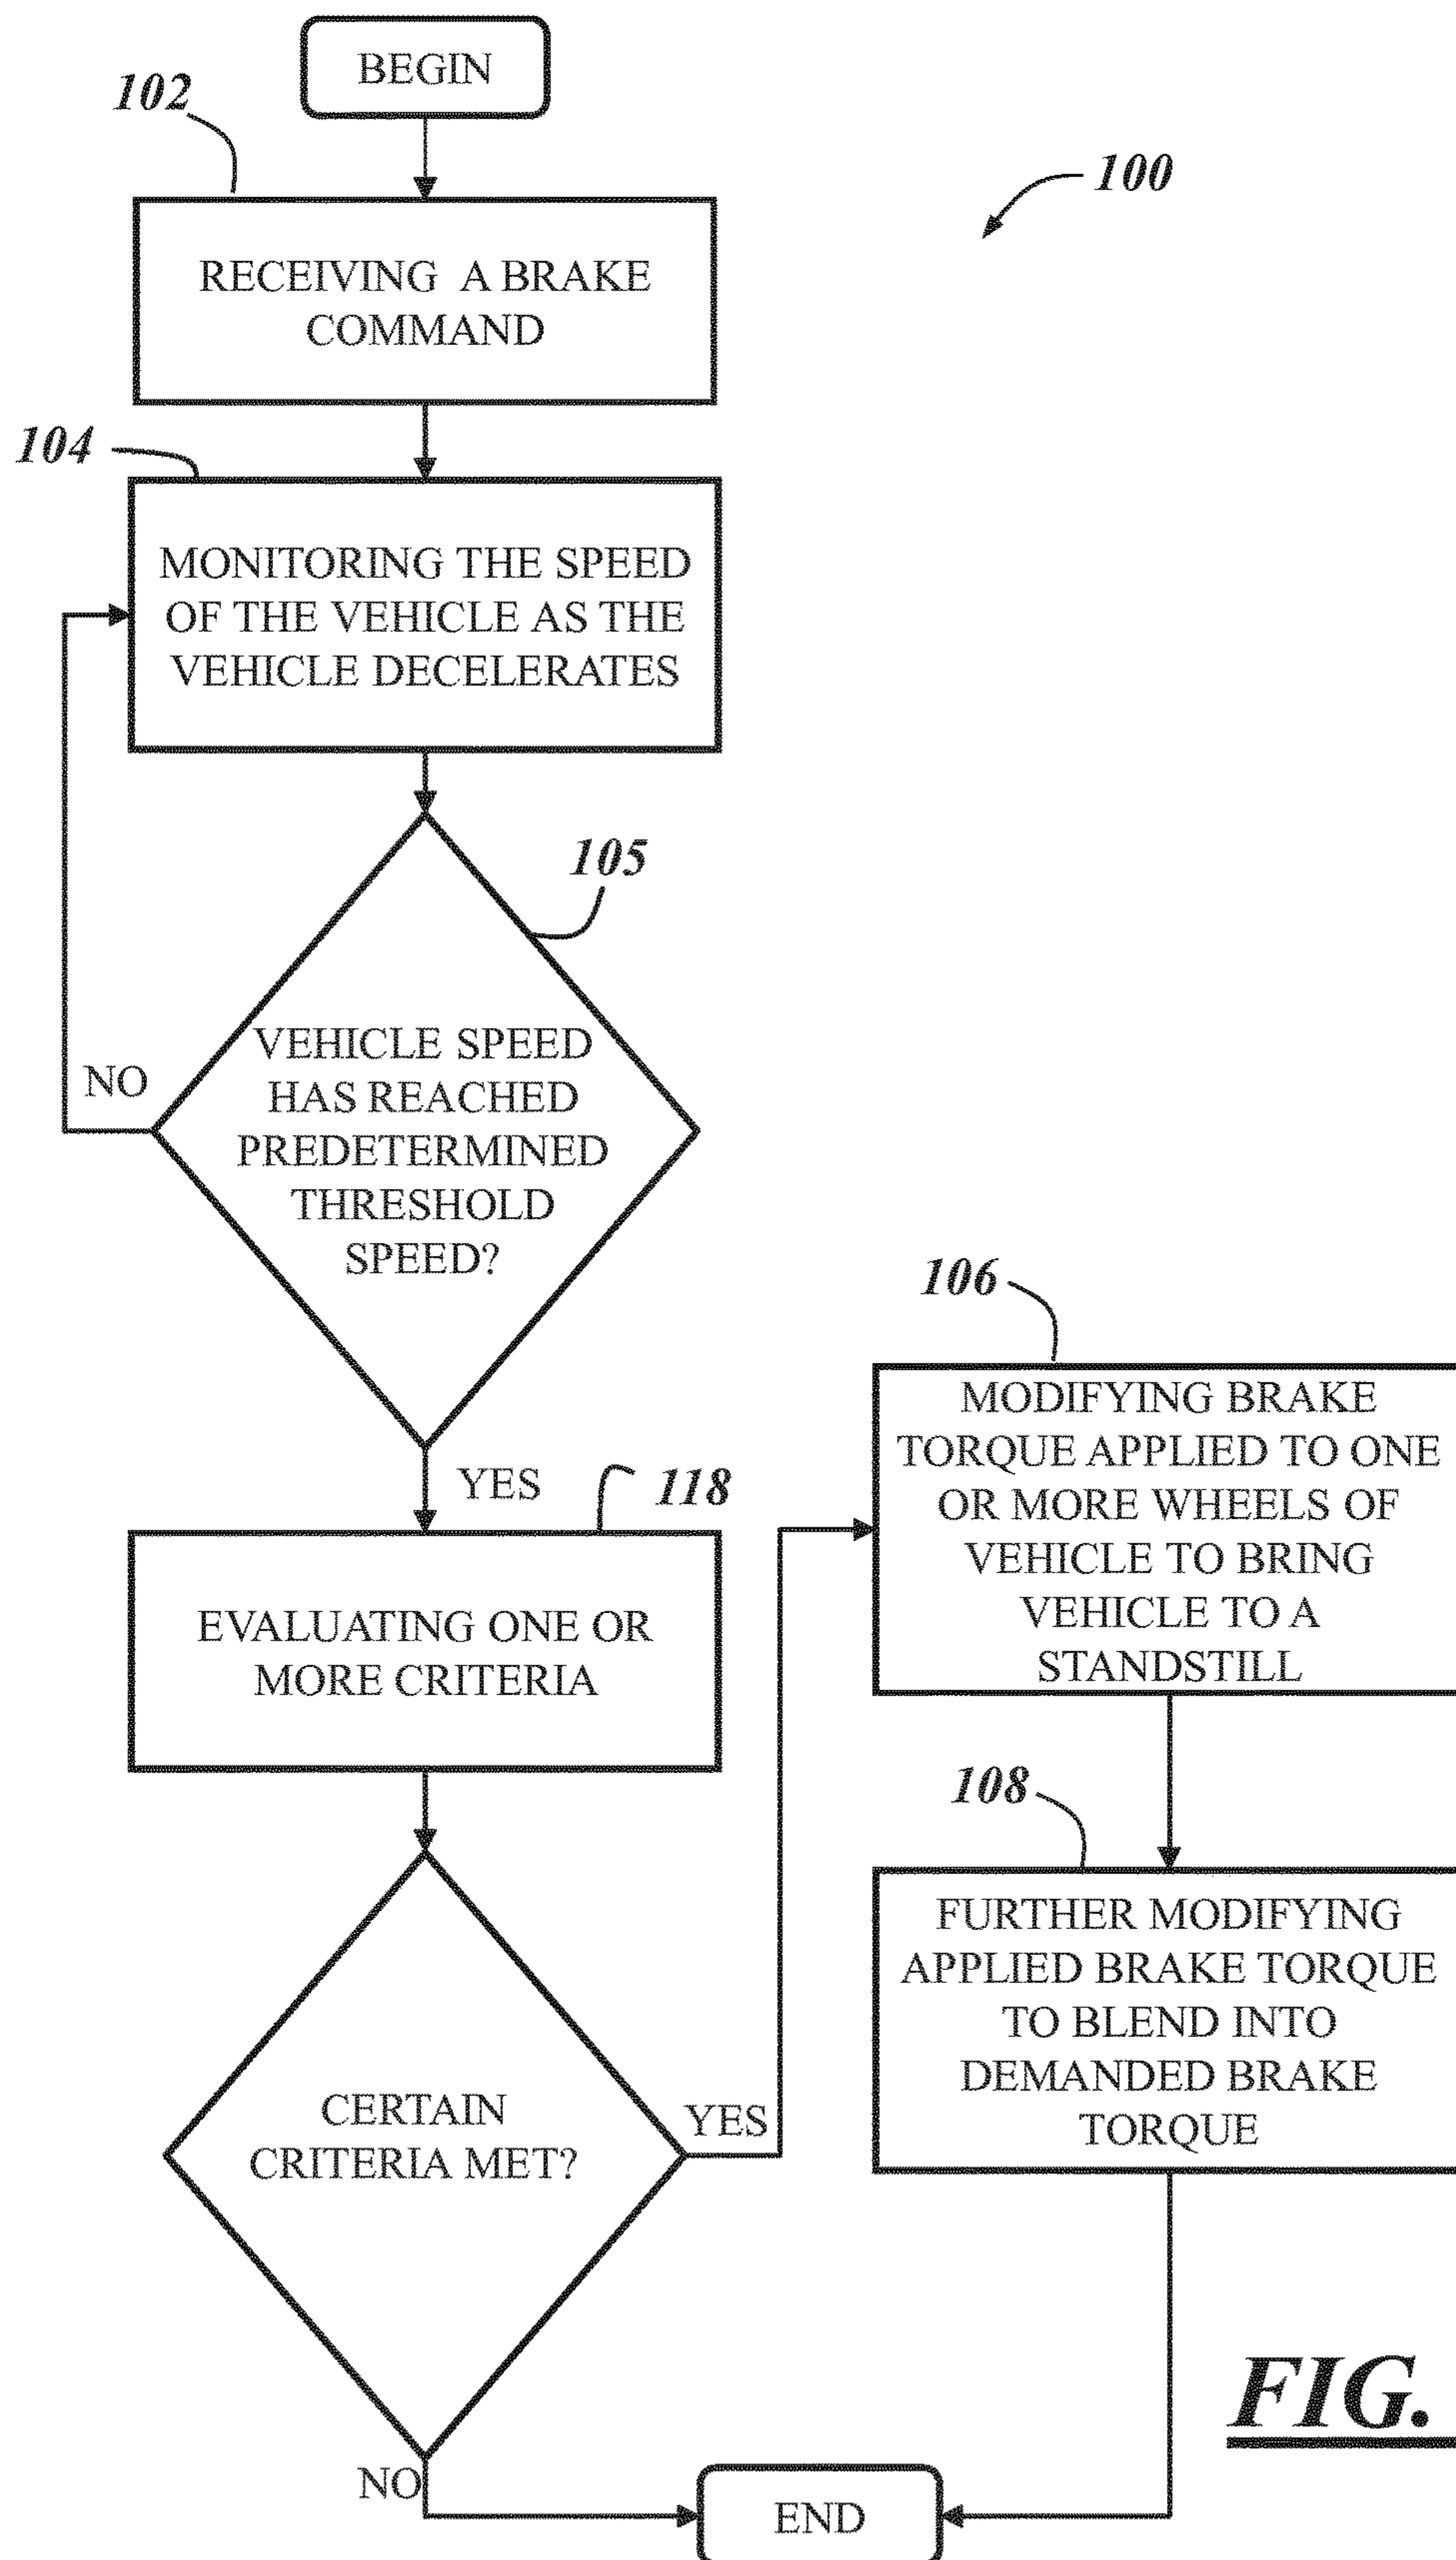 BEGIN
102
100
RECEIVING A BRAKE
COMMAND
104
MONITORING THE SPEED
OF THE VEHICLE AS THE
VEHICLE DECELERATES
105
VEHICLE SPEED
HAS REACHED
PREDETERMINED
THRESHOLD
SPEED?
NO
YES
118
EVALUATING ONE OR
MORE CRITERIA
CERTAIN
CRITERIA MET?
YES
NO
106
MODIFYING BRAKE
TORQUE APPLIED TO ONE
OR MORE WHEELS OF
VEHICLE TO BRING
VEHICLE TO A
STANDSTILL
108
FURTHER MODIFYING
APPLIED BRAKE TORQUE
TO BLEND INTO
DEMANDED BRAKE
TORQUE
END
FIG.